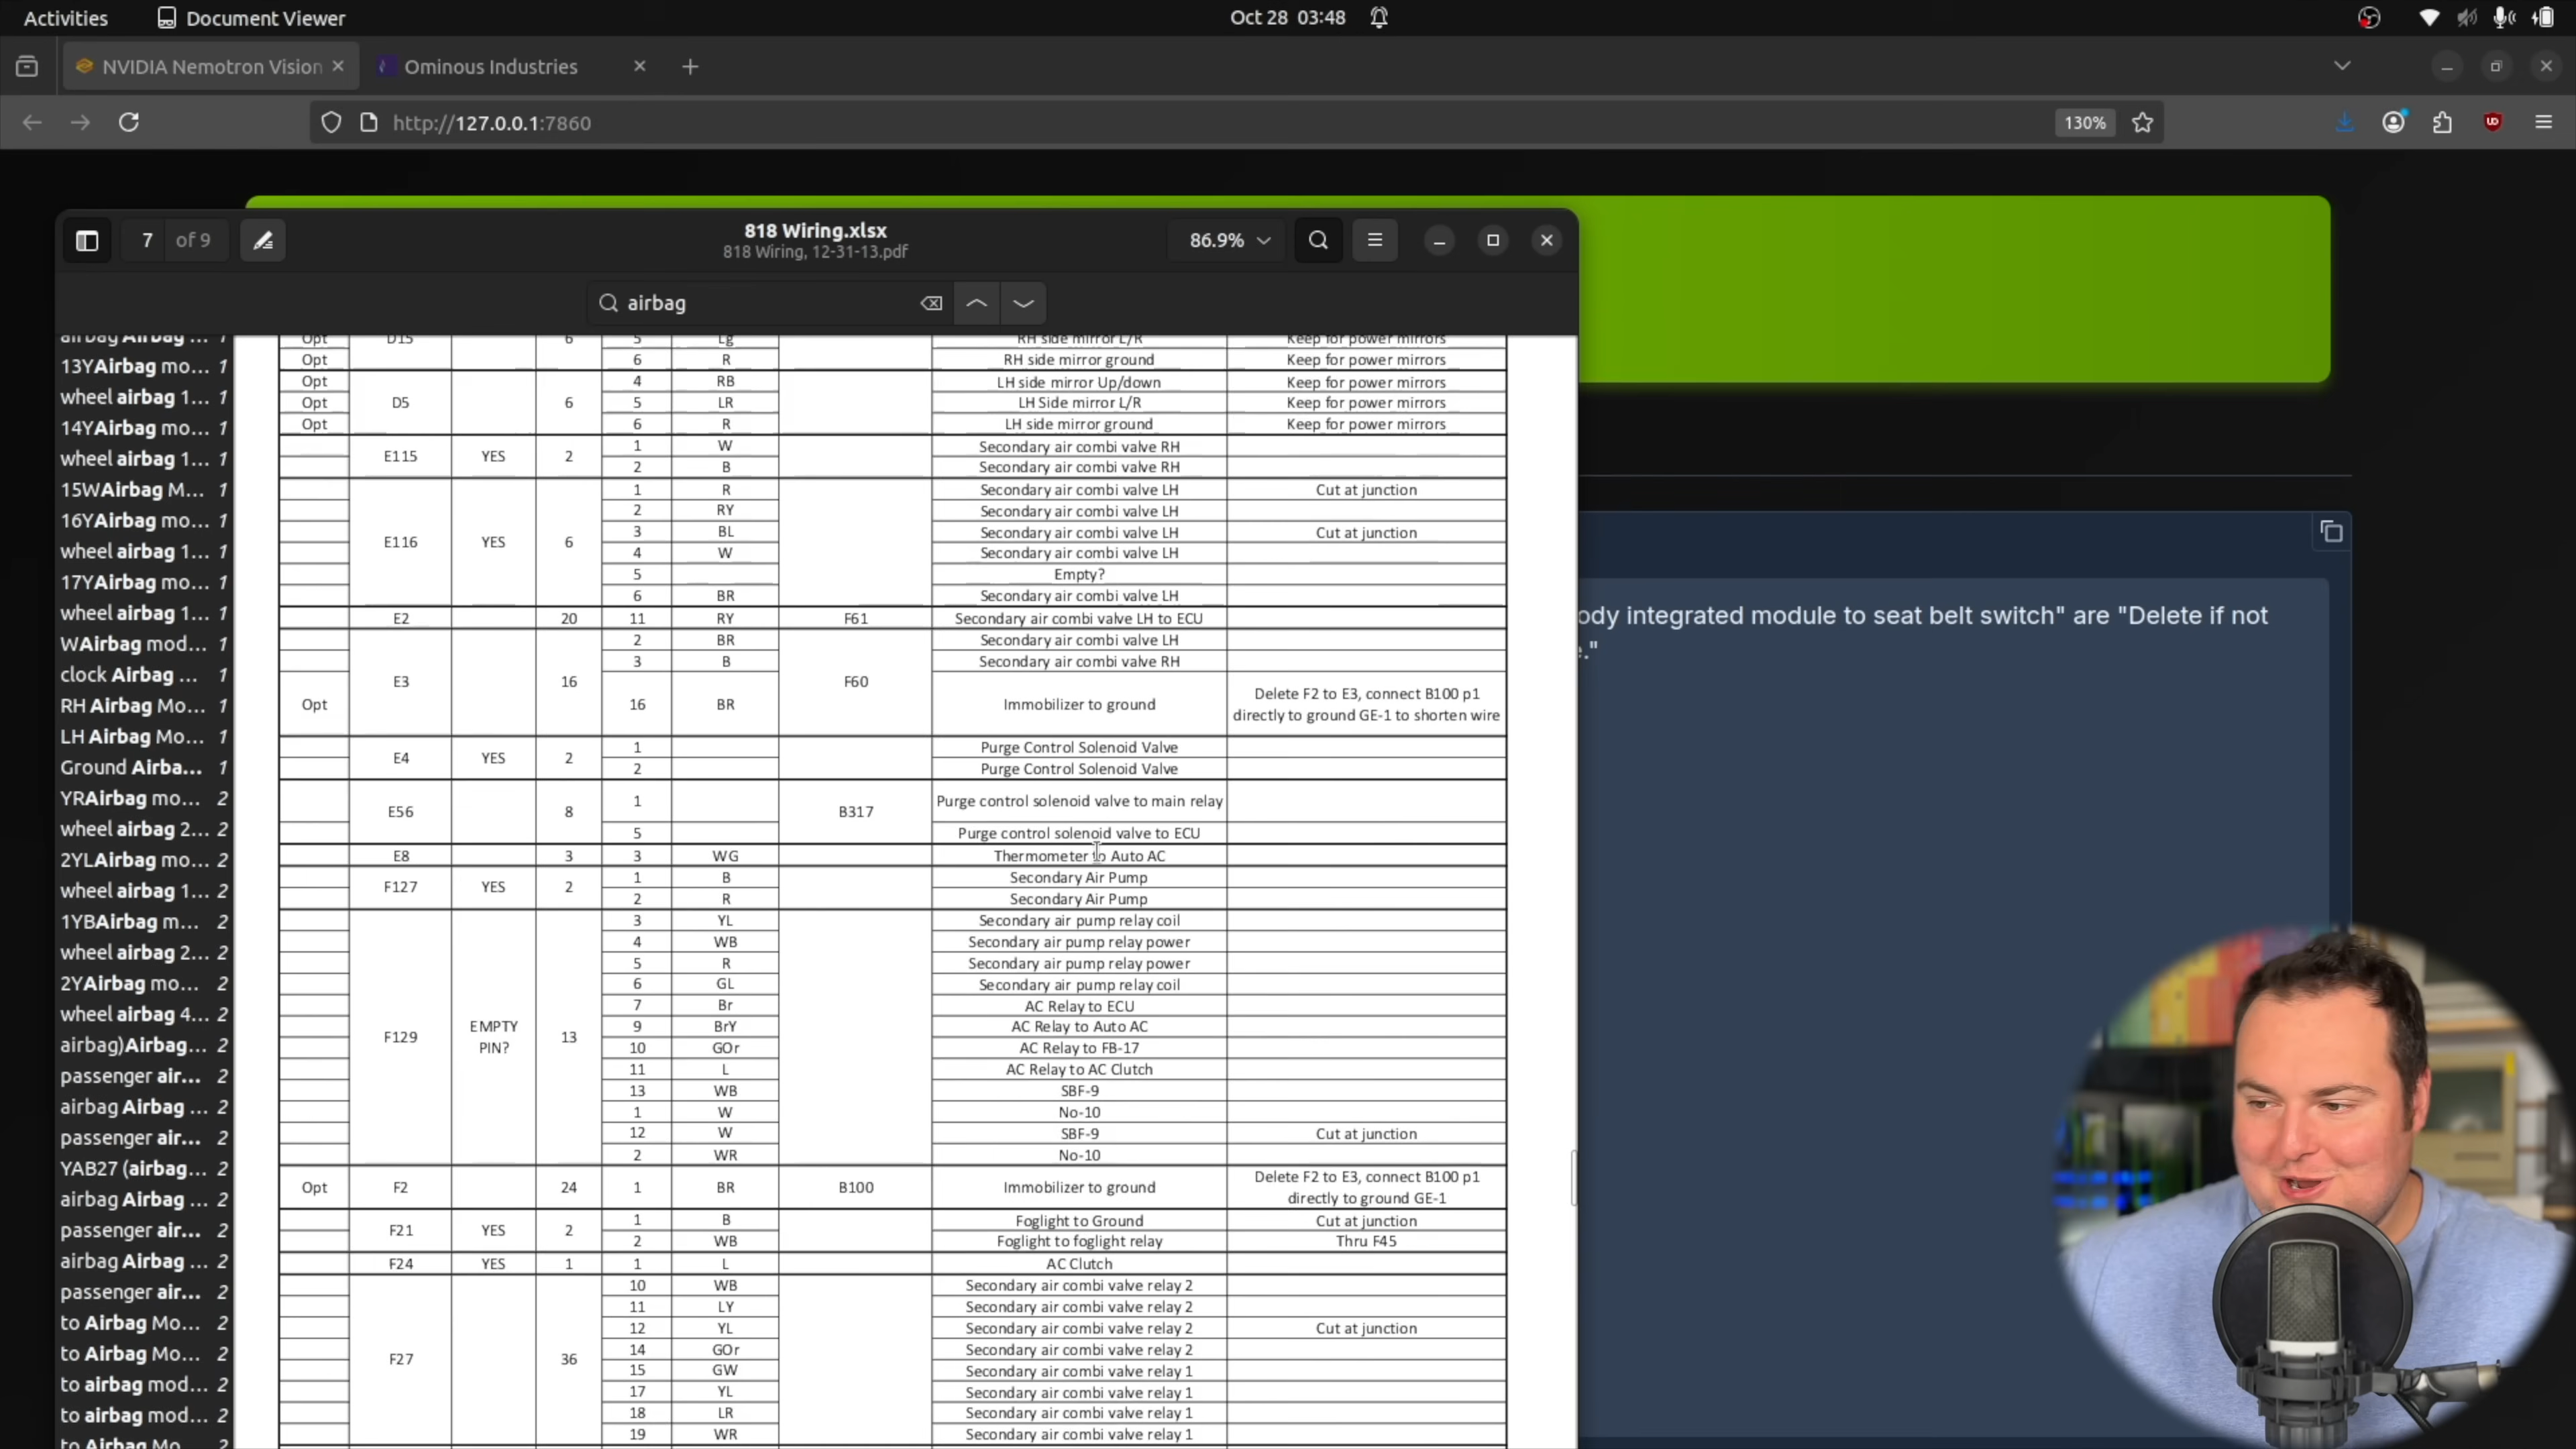 Activities Document Viewer Oct 28 03:48
NVIDIA Nemotron Vision Ominous Industries
http://127.0.0.1:7860 130%
7 of 9 818 Wiring.xlsx 86.9%
818 Wiring, 12-31-13.pdf
airbag
airbag Airbag ... 1
13YAirbag mo... 1
wheel airbag 1... 1
14YAirbag mo... 1
wheel airbag 1... 1
15WAirbag M... 1
16YAirbag mo... 1
wheel airbag 1... 1
17YAirbag mo... 1
wheel airbag 1... 1
WAirbag mod... 1
clock Airbag ... 1
RH Airbag Mo... 1
LH Airbag Mo... 1
Ground Airba... 1
YRAirbag mo... 2
wheel airbag 2... 2
2YLAirbag mo... 2
wheel airbag 1... 2
1YBAirbag m... 2
wheel airbag 2... 2
2YAirbag mo... 2
wheel airbag 4... 2
airbag)Airbag... 2
passenger air... 2
airbag Airbag ... 2
passenger air... 2
YAB27 (airbag... 2
airbag Airbag ... 2
passenger air... 2
airbag Airbag ... 2
passenger air... 2
to Airbag Mo... 2
to Airbag Mo... 2
to airbag mod... 2
to airbag mod... 2
to Airbag Mo... 2
Opt D15 6 5 Lg RH side mirror L/R Keep for power mirrors
Opt 6 R RH side mirror ground Keep for power mirrors
Opt 4 RB LH side mirror Up/down Keep for power mirrors
Opt D5 6 5 LR LH Side mirror L/R Keep for power mirrors
Opt 6 R LH side mirror ground Keep for power mirrors
E115 YES 2 1 W Secondary air combi valve RH
2 B Secondary air combi valve RH
1 R Secondary air combi valve LH Cut at junction
2 RY Secondary air combi valve LH
E116 YES 6 3 BL Secondary air combi valve LH Cut at junction
4 W Secondary air combi valve LH
5 Empty?
6 BR Secondary air combi valve LH
E2 20 11 RY F61 Secondary air combi valve LH to ECU
2 BR Secondary air combi valve LH
E3 16 3 B F60 Secondary air combi valve RH
Opt 16 BR Immobilizer to ground Delete F2 to E3, connect B100 p1
directly to ground GE-1 to shorten wire
E4 YES 2 1 Purge Control Solenoid Valve
2 Purge Control Solenoid Valve
E56 8 1 B317 Purge control solenoid valve to main relay
5 Purge control solenoid valve to ECU
E8 3 3 WG Thermometer to Auto AC
F127 YES 2 1 B Secondary Air Pump
2 R Secondary Air Pump
3 YL Secondary air pump relay coil
4 WB Secondary air pump relay power
5 R Secondary air pump relay power
6 GL Secondary air pump relay coil
7 Br AC Relay to ECU
F129 EMPTY PIN? 13 9 BrY AC Relay to Auto AC
10 GOr AC Relay to FB-17
11 L AC Relay to AC Clutch
13 WB SBF-9
1 W No-10
12 W SBF-9 Cut at junction
2 WR No-10
Opt F2 24 1 BR B100 Immobilizer to ground Delete F2 to E3, connect B100 p1
directly to ground GE-1
F21 YES 2 1 B Foglight to Ground Cut at junction
2 WB Foglight to foglight relay Thru F45
F24 YES 1 1 L AC Clutch
10 WB Secondary air combi valve relay 2
11 LY Secondary air combi valve relay 2
12 YL Secondary air combi valve relay 2 Cut at junction
F27 36 14 GOr Secondary air combi valve relay 2
15 GW Secondary air combi valve relay 1
17 YL Secondary air combi valve relay 1
18 LR Secondary air combi valve relay 1
19 WR Secondary air combi valve relay 1
ody integrated module to seat belt switch" are "Delete if not
e."